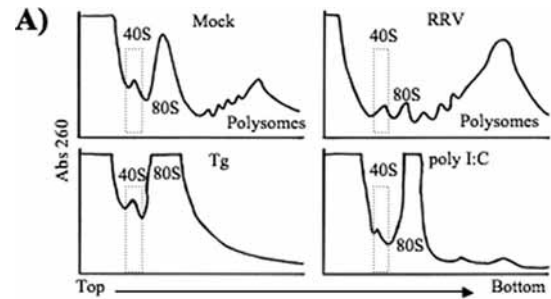 A)
Mock
40S
80S
Polysomes
RRV
40S
80S
Polysomes
Abs 260
Tg
40S
80S
poly I:C
40S
80S
Top
Bottom